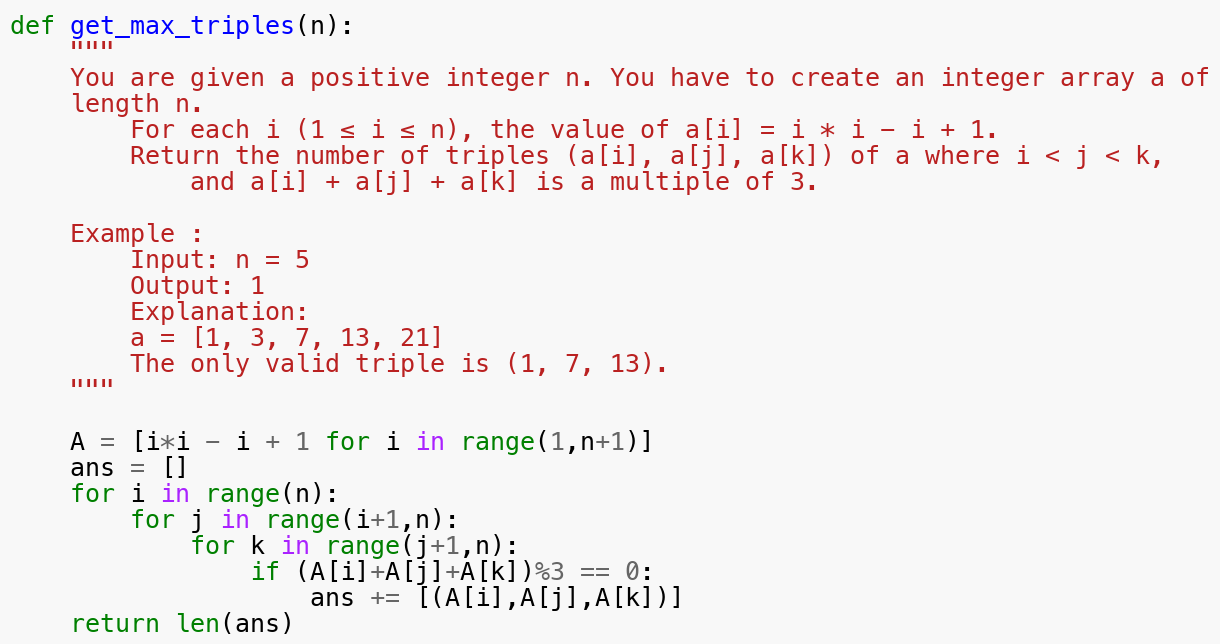 def get_max_triples(n):
    """
    You are given a positive integer n. You have to create an integer array a of
    length n.
        For each i (1 ≤ i ≤ n), the value of a[i] = i * i − i + 1.
        Return the number of triples (a[i], a[j], a[k]) of a where i < j < k,
            and a[i] + a[j] + a[k] is a multiple of 3.

    Example :
        Input: n = 5
        Output: 1
        Explanation:
        a = [1, 3, 7, 13, 21]
        The only valid triple is (1, 7, 13).
    """

    A = [i*i − i + 1 for i in range(1,n+1)]
    ans = []
    for i in range(n):
        for j in range(i+1,n):
            for k in range(j+1,n):
                if (A[i]+A[j]+A[k])%3 == 0:
                    ans += [(A[i],A[j],A[k])]
    return len(ans)